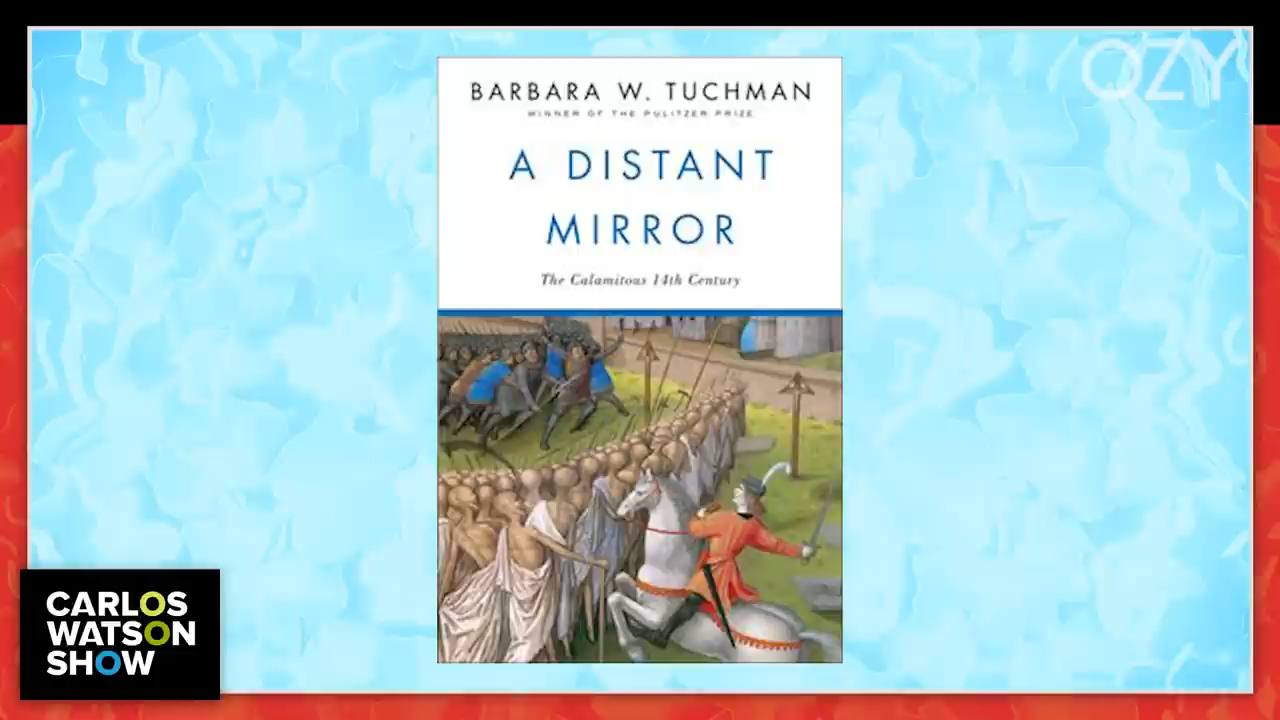 OZY
BARBARA W. TUCHMAN
WINNER OF THE PULITZER PRIZE
A DISTANT
MIRROR
The Calamitous 14th Century
CARLOS
WATSON
SHOW